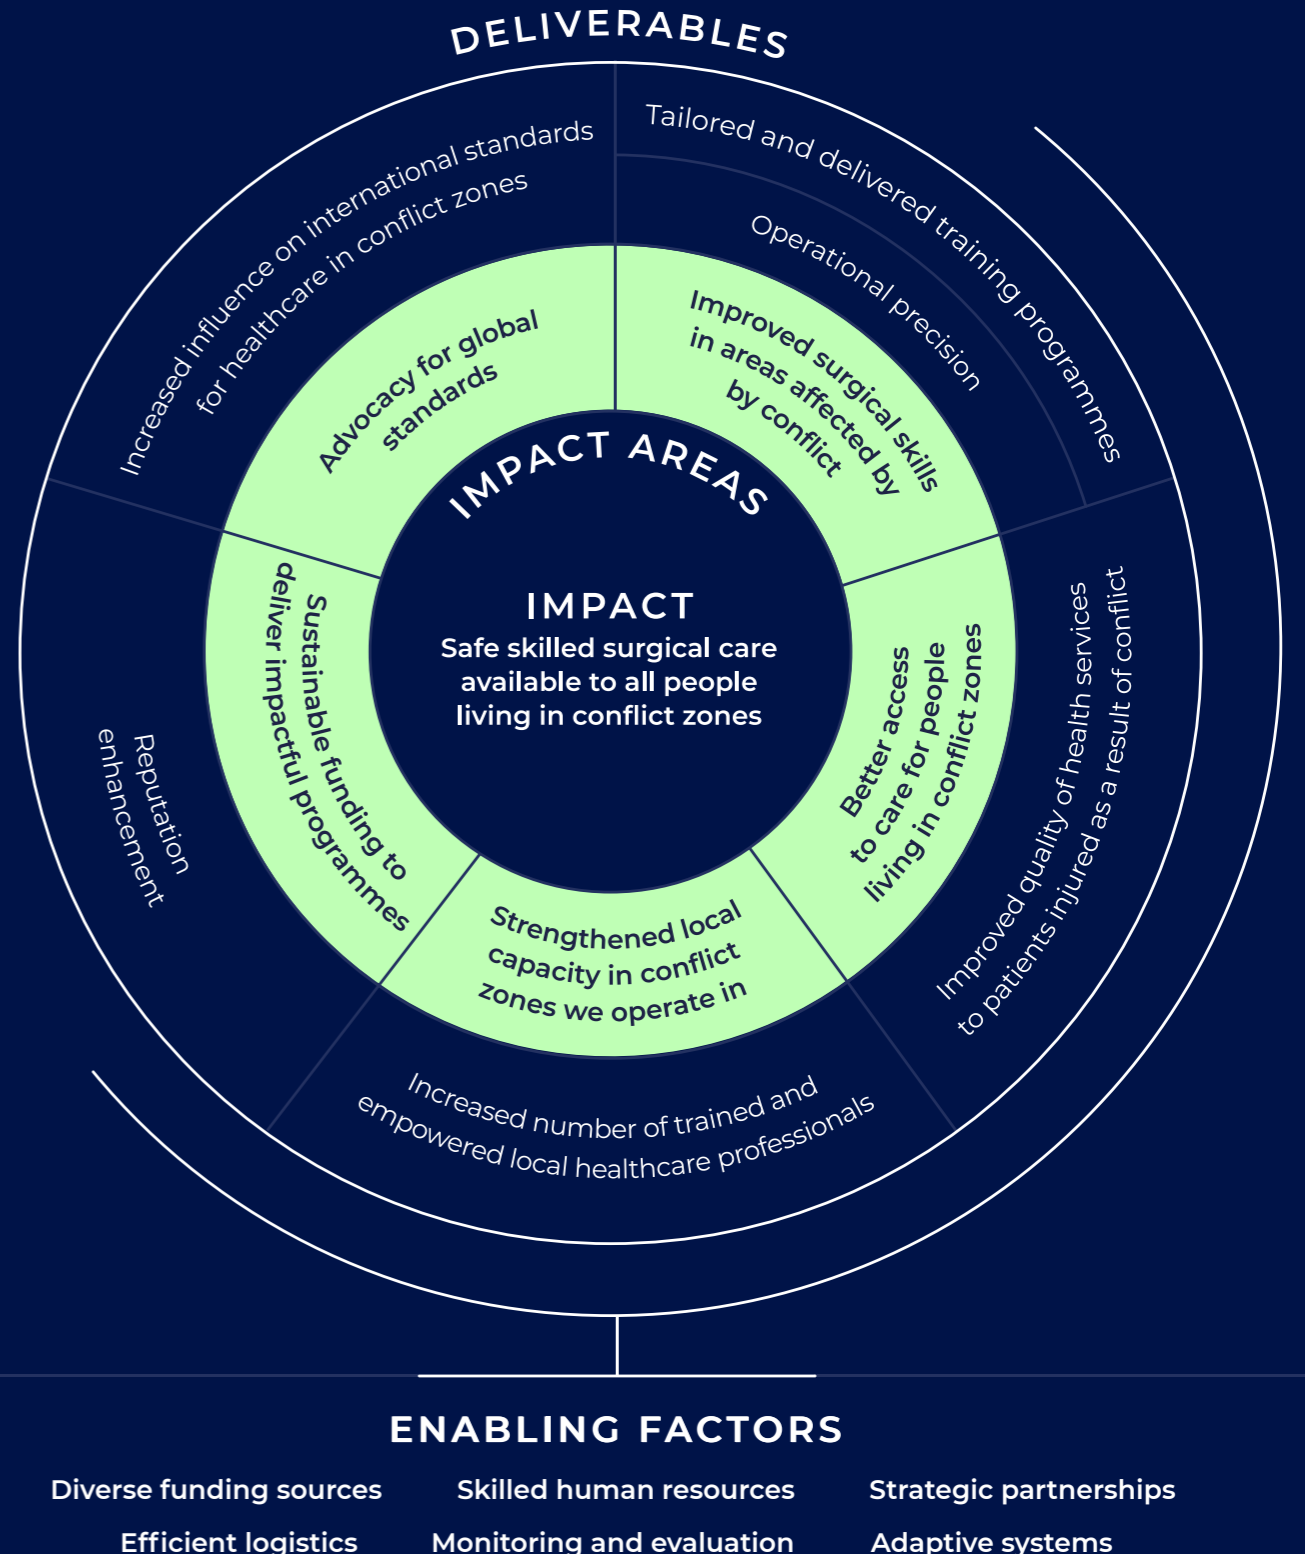 DELIVERABLES
Tailored and delivered training programmes
Operational precision
Increased influence on international standards
for healthcare in conflict zones
Improved surgical skills
in areas affected by
by conflict
Advocacy for global
standards
IMPACT AREAS
IMPACT
Safe skilled surgical care
available to all people
living in conflict zones
Better access
to care for people
living in conflict zones
Improved quality of health services
to patients injured as a result of conflict
Sustainable funding to
deliver impactful programmes
Reputation
enhancement
Strengthened local
capacity in conflict
zones we operate in
Increased number of trained and
empowered local healthcare professionals
ENABLING FACTORS
Diverse funding sources
Skilled human resources
Strategic partnerships
Efficient logistics
Monitoring and evaluation
Adaptive systems